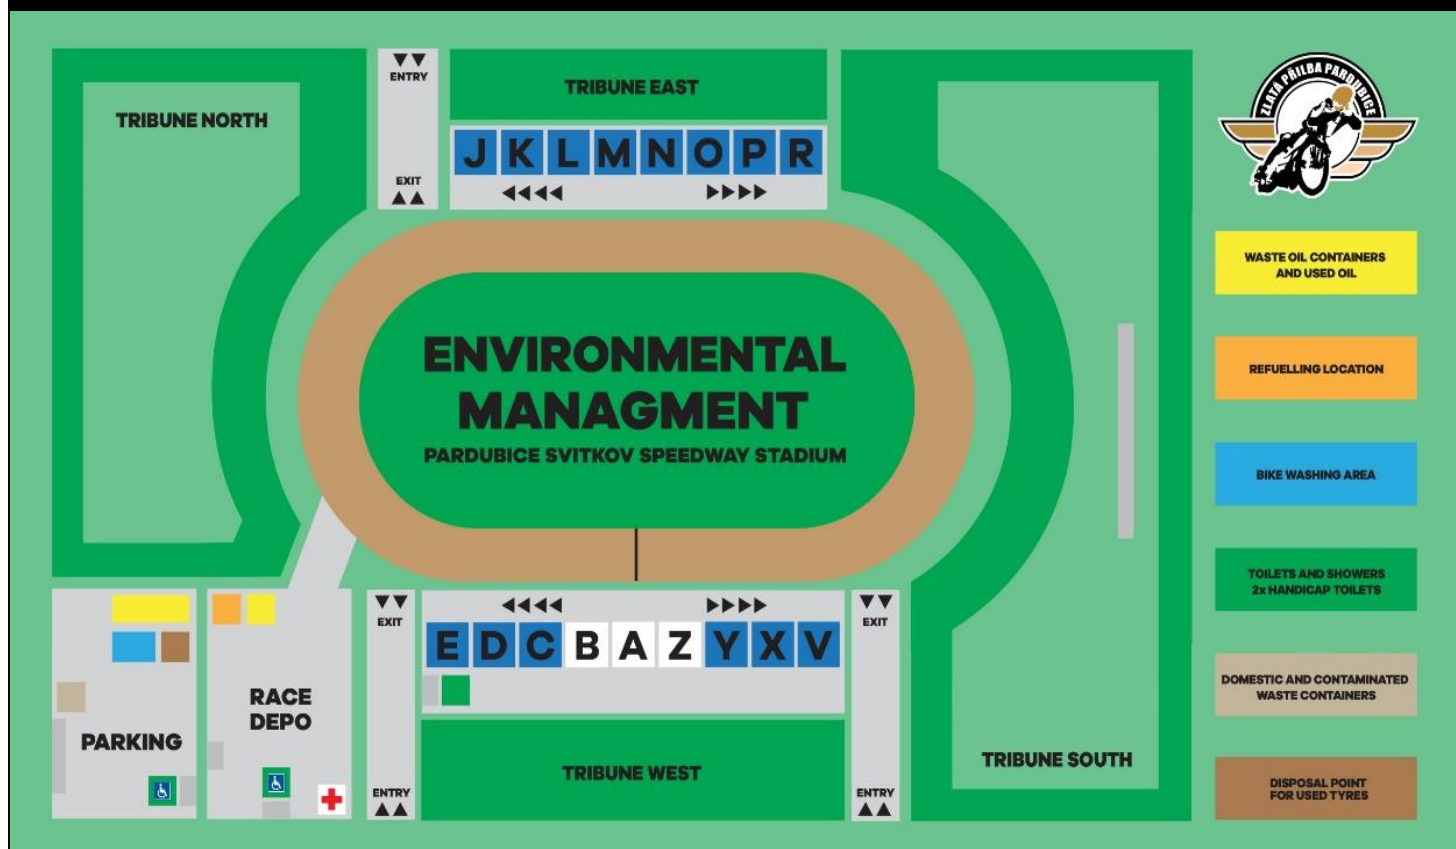 TRIBUNE NORTH
ENTRY
EXIT
TRIBUNE EAST
J K L M N O P R
ZLATÁ PŘILBA PARDUBICE
ENVIRONMENTAL
MANAGMENT
PARDUBICE SVITKOV SPEEDWAY STADIUM
WASTE OIL CONTAINERS
AND USED OIL
REFUELLING LOCATION
BIKE WASHING AREA
TOILETS AND SHOWERS
2x HANDICAP TOILETS
DOMESTIC AND CONTAMINATED
WASTE CONTAINERS
DISPOSAL POINT
FOR USED TYRES
PARKING
RACE
DEPO
EXIT
ENTRY
E D C B A Z Y X V
TRIBUNE WEST
EXIT
ENTRY
TRIBUNE SOUTH